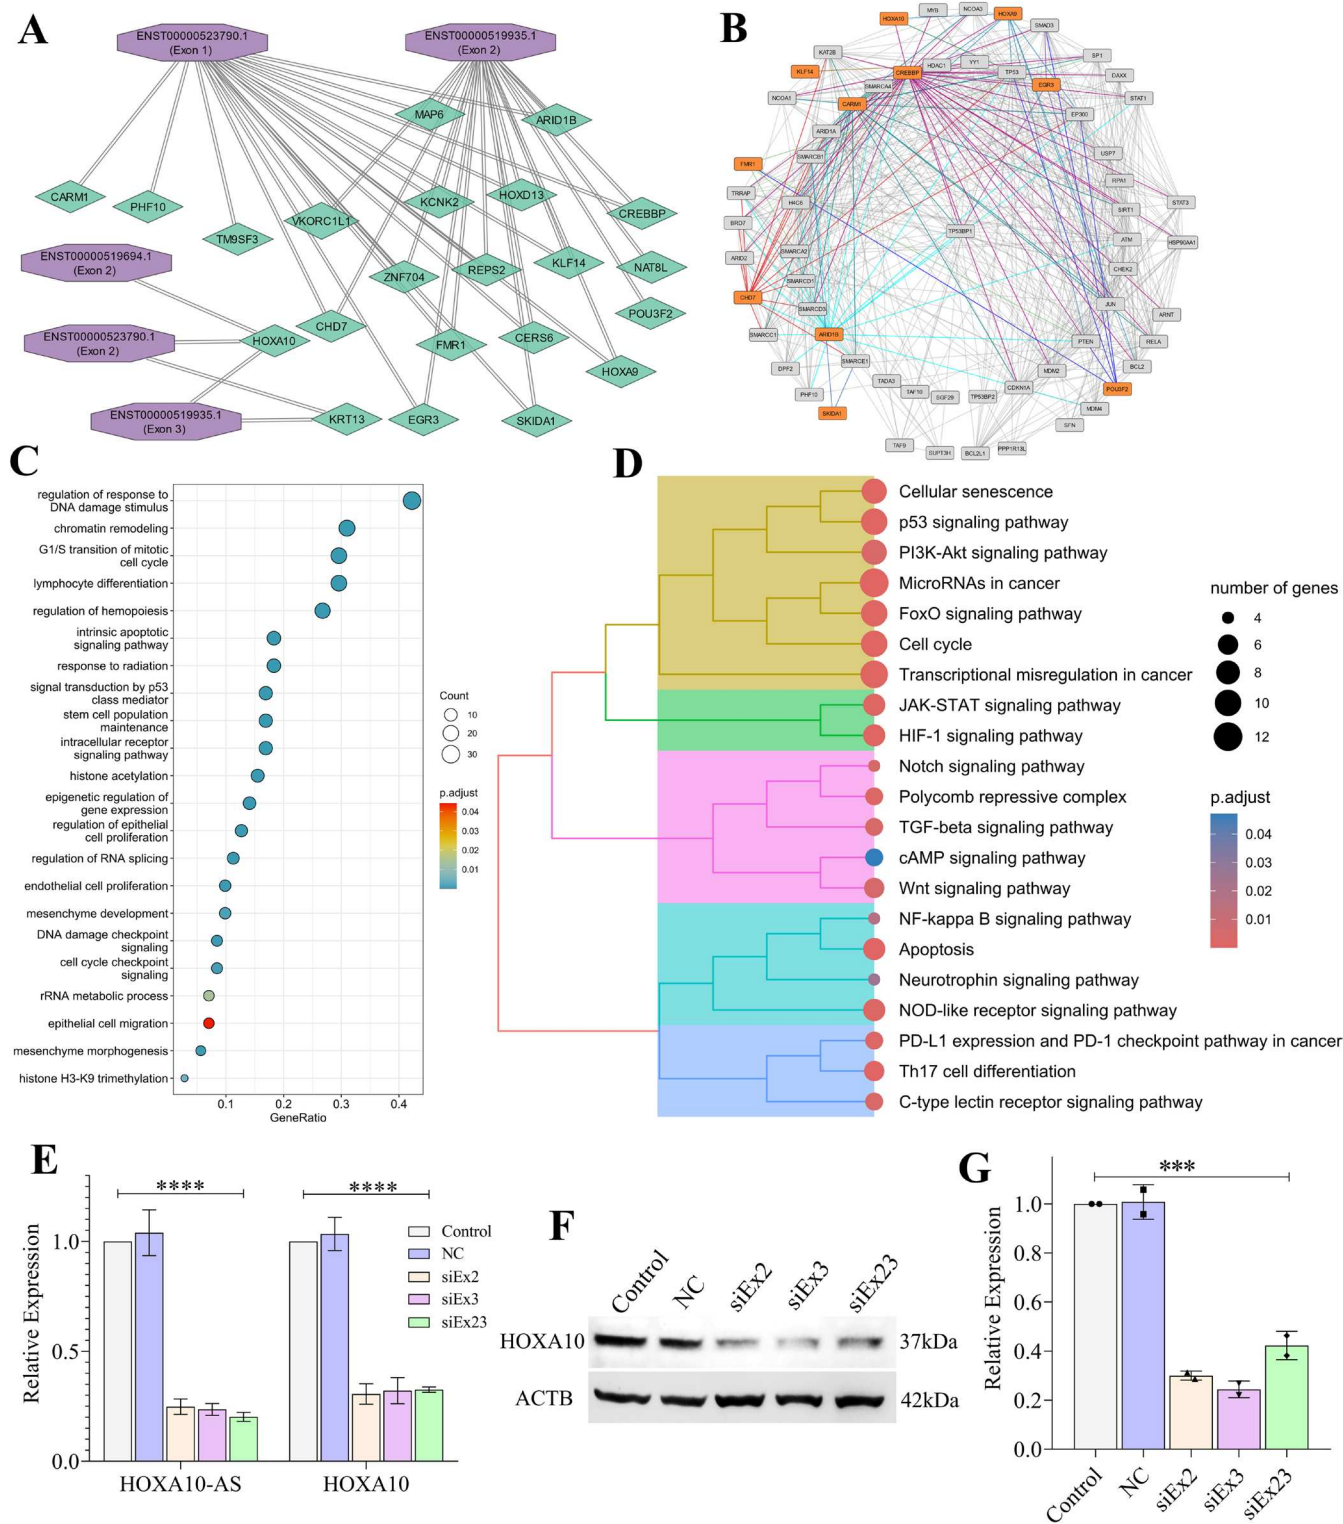 A
ENST00000523790.1
(Exon 1)
ENST00000519935.1
(Exon 2)
MAP6
ARID1B
CARM1
PHF10
TM9SF3
VKORC1L1
KCNK2
HOXD13
CREBBP
ENST00000519694.1
(Exon 2)
ZNF704
REPS2
KLF14
NAT8L
POU3F2
ENST00000523790.1
(Exon 2)
HOXA10
CHD7
FMR1
CERS6
HOXA9
ENST00000519935.1
(Exon 3)
KRT13
EGR3
SKIDA1
B
HOXA10
MYB
NCOA3
HOXA9
SMAD3
KAT2B
HDAC1
YY1
SP1
KLF14
CREBBP
TP53
DAXX
SMARCA4
EGR3
NCOA1
CARM1
STAT1
EP300
ARID1A
SMARCB1
USP7
FMR1
RPA1
TRRAP
H4C6
SIRT1
STAT3
BRD7
TP53BP1
ATM
HSP90AA1
SMARCA2
ARID2
CHEK2
SMARCD1
CHD7
JUN
SMARCD3
ARNT
SMARCC1
ARID1B
PTEN
RELA
SMARCE1
BCL2
DPF2
MDM2
TADA3
CDKN1A
POU3F2
PHF10
TAF10
SGF29
TP53BP2
MDM4
SKIDA1
SFN
TAF9
SUPT3H
BCL2L1
PPP1R13L
C
regulation of response to
DNA damage stimulus
chromatin remodeling
G1/S transition of mitotic
cell cycle
lymphocyte differentiation
regulation of hemopoiesis
intrinsic apoptotic
signaling pathway
response to radiation
signal transduction by p53
class mediator
stem cell population
maintenance
intracellular receptor
signaling pathway
histone acetylation
epigenetic regulation of
gene expression
regulation of epithelial
cell proliferation
regulation of RNA splicing
endothelial cell proliferation
mesenchyme development
DNA damage checkpoint
signaling
cell cycle checkpoint
signaling
rRNA metabolic process
epithelial cell migration
mesenchyme morphogenesis
histone H3-K9 trimethylation
0.1 0.2 0.3 0.4
GeneRatio
Count
10
20
30
p.adjust
0.04
0.03
0.02
0.01
D
Cellular senescence
p53 signaling pathway
PI3K-Akt signaling pathway
MicroRNAs in cancer
FoxO signaling pathway
Cell cycle
Transcriptional misregulation in cancer
JAK-STAT signaling pathway
HIF-1 signaling pathway
Notch signaling pathway
Polycomb repressive complex
TGF-beta signaling pathway
cAMP signaling pathway
Wnt signaling pathway
NF-kappa B signaling pathway
Apoptosis
Neurotrophin signaling pathway
NOD-like receptor signaling pathway
PD-L1 expression and PD-1 checkpoint pathway in cancer
Th17 cell differentiation
C-type lectin receptor signaling pathway
number of genes
4
6
8
10
12
p.adjust
0.04
0.03
0.02
0.01
E
Relative Expression
1.0
0.5
0.0
****
****
HOXA10-AS
HOXA10
Control
NC
siEx2
siEx3
siEx23
F
Control
NC
siEx2
siEx3
siEx23
HOXA10
37kDa
ACTB
42kDa
G
Relative Expression
***
1.0
0.8
0.6
0.4
0.2
0.0
Control
NC
siEx2
siEx3
siEx23